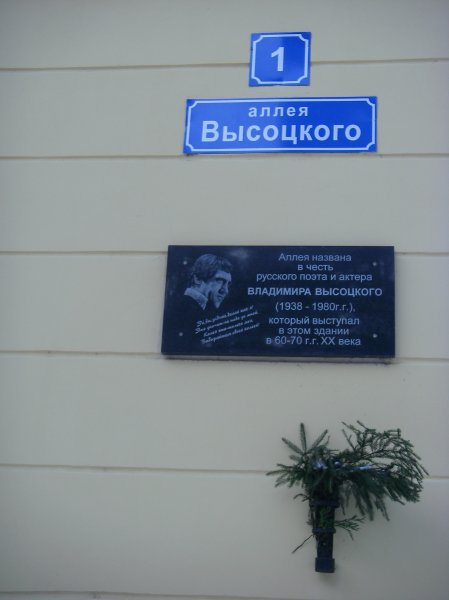 1
аллея
Высоцкого
Аллея названа
в честь
русского поэта и актера
ВЛАДИМИРА ВЫСОЦКОГО
(1938 - 1980г.г.),
который выступал
в этом здании
в 60-70 г.г. XX века